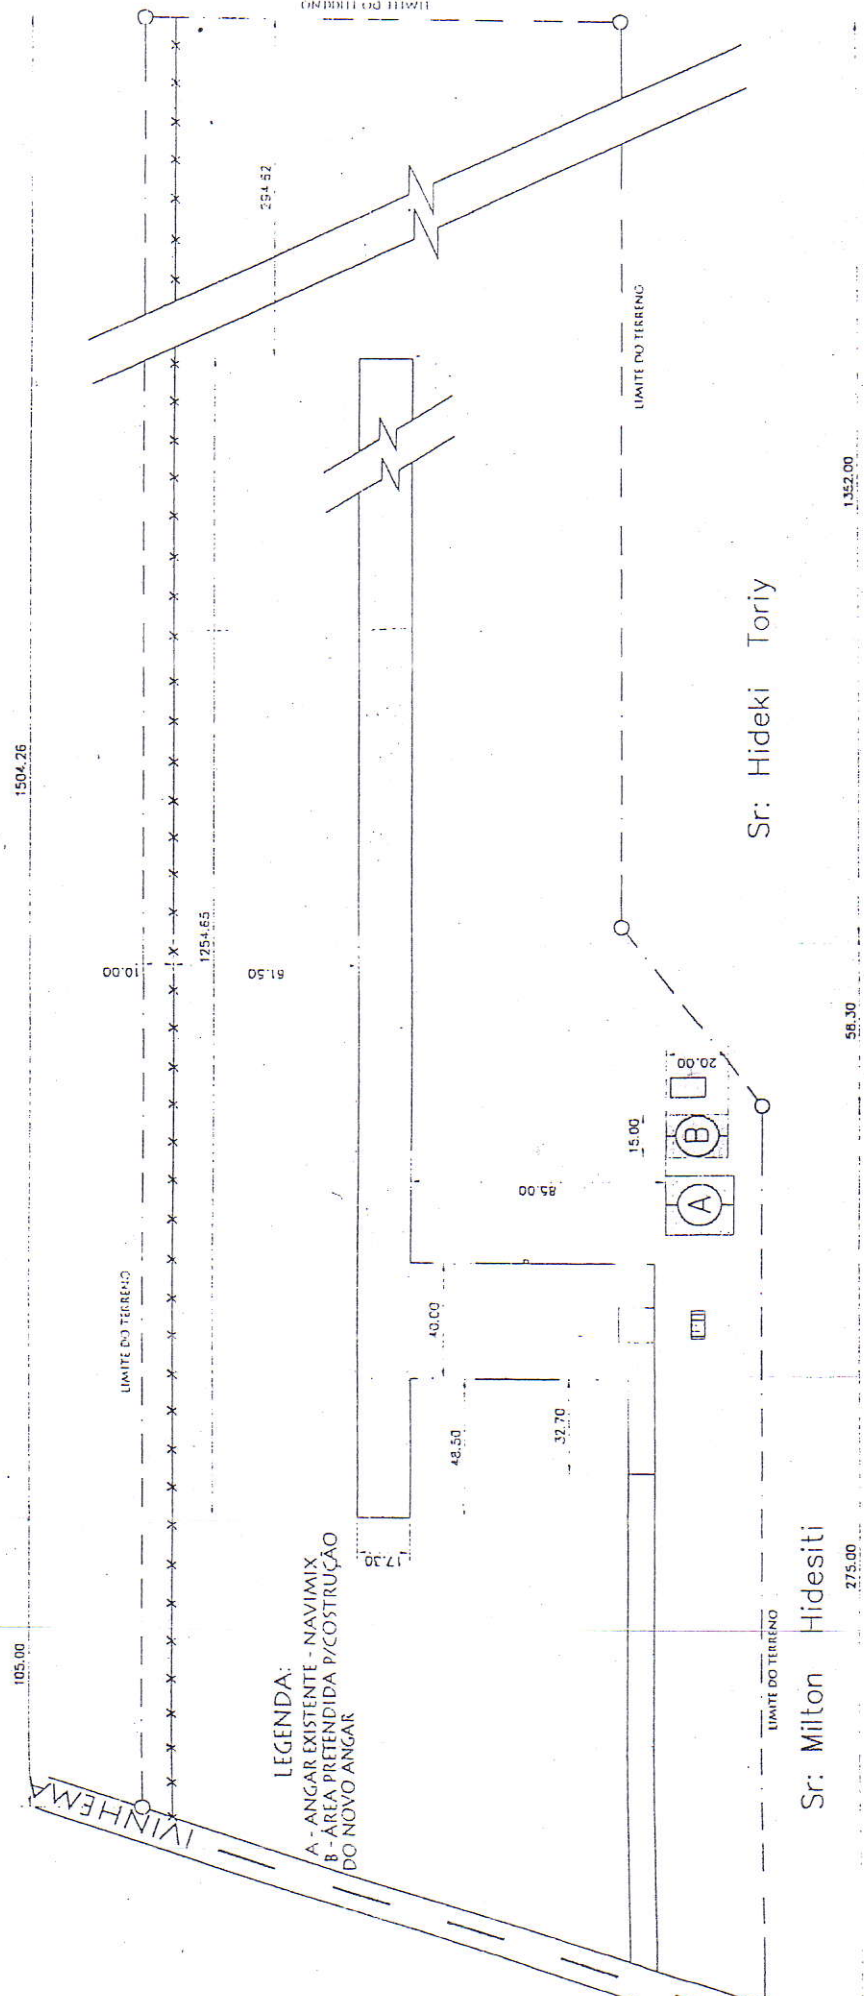 LIMITE DO TERRENO
294.62
LIMITE DO TERRENO
1352.00
Sr: Hideki Toriy
1504.26
1254.65
10.00
61.50
58.30
20.00
15.00
B
A
85.00
40.00
LIMITE DO TERRENO
48.50
32.70
17.30
LEGENDA:
A - ANGAR EXISTENTE - NAVIMIX
B - ÁREA PRETENDIDA P/COSTRUÇÃO
DO NOVO ANGAR
105.00
IVINHEMA
LIMITE DO TERRENO
Sr: Milton Hidesiti
275.00